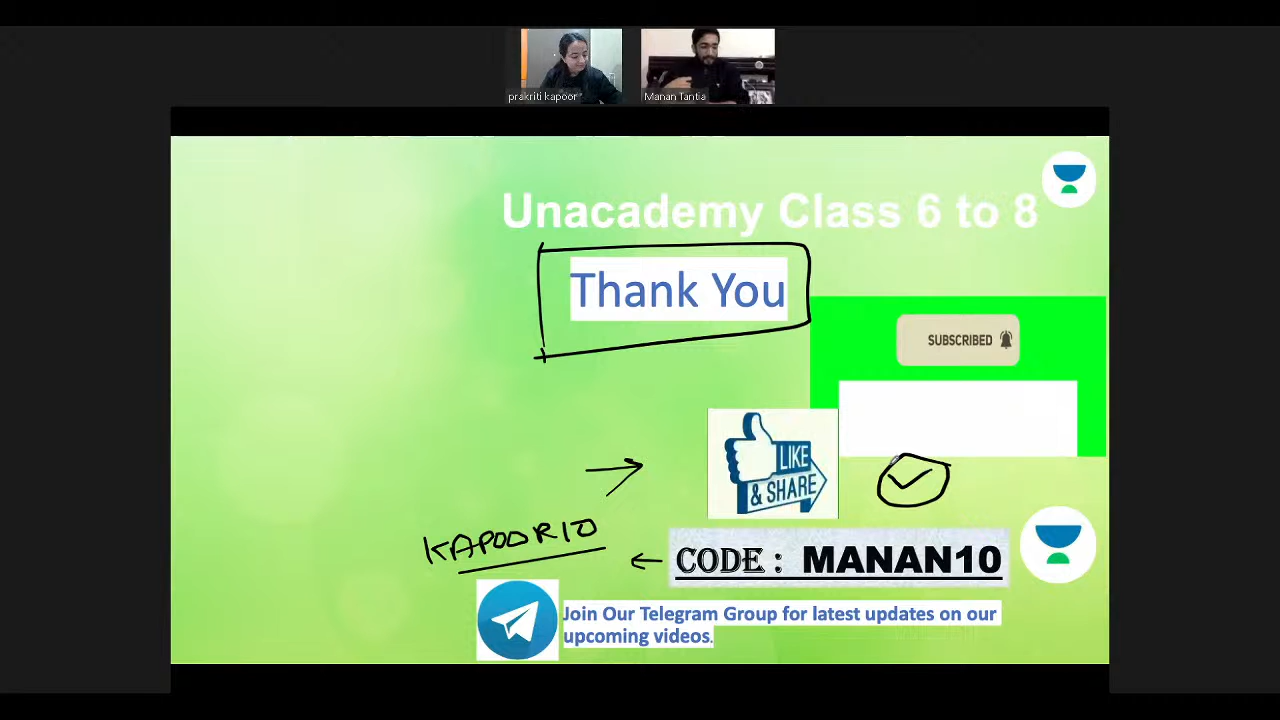 prakriti kapoor
Manan Tantia
Unacademy Class 6 to 8
Thank You
SUBSCRIBED
LIKE
& SHARE
KAPOOR10
CODE : MANAN10
Join Our Telegram Group for latest updates on our
upcoming videos.